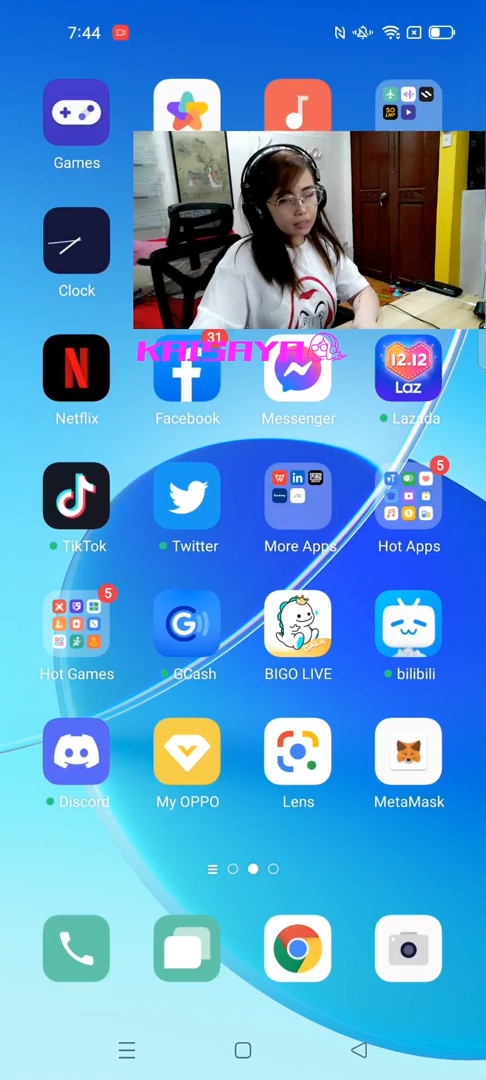 7:44
Games
Clock
KAISAYA
31
Netflix
Facebook
Messenger
12.12
Laz
Lazada
5
TikTok
Twitter
More Apps
Hot Apps
5
Hot Games
GCash
BIGO LIVE
bilibili
Discord
My OPPO
Lens
MetaMask